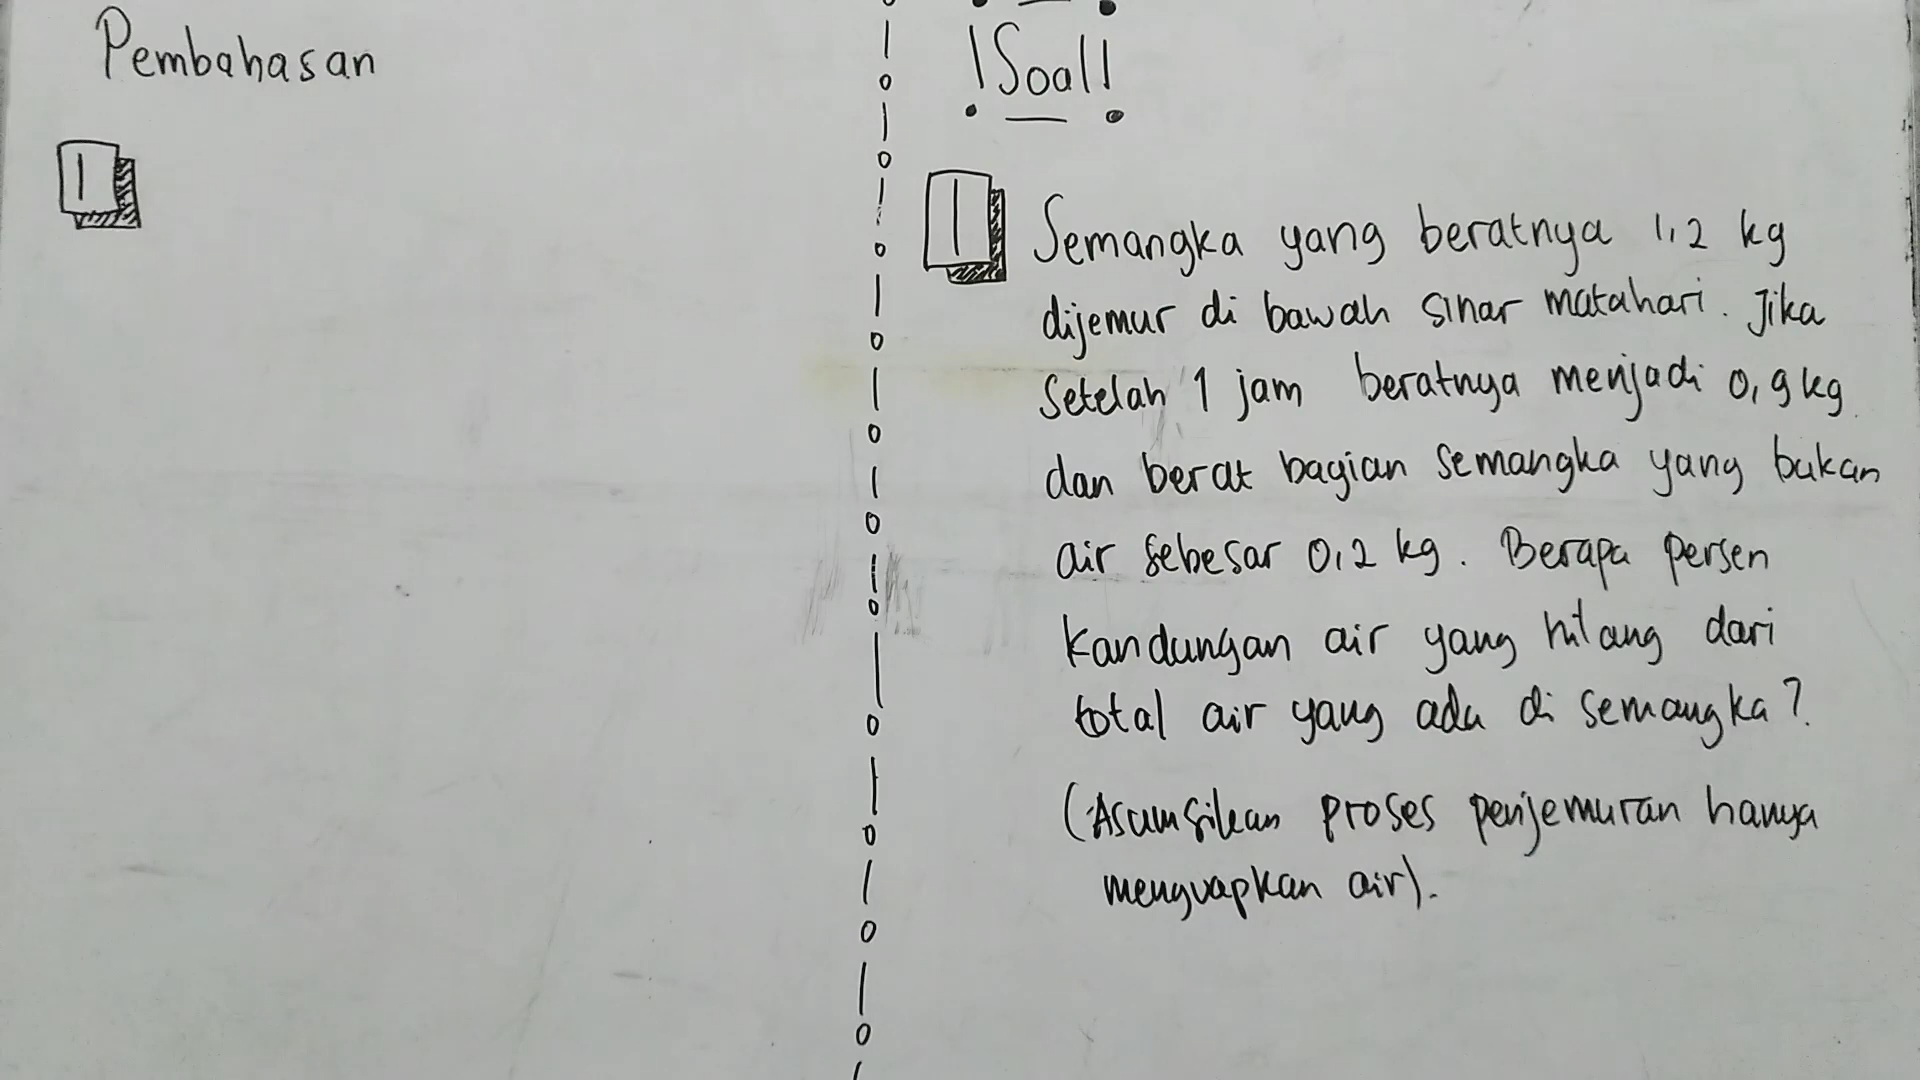 Pembahasan
1
! Soal !
1 Semangka yang beratnya 1,2 kg
dijemur di bawah sinar matahari. Jika
Setelah 1 jam beratnya menjadi 0,9 kg
dan berat bagian semangka yang bukan
air sebesar 0,2 kg. Berapa persen
kandungan air yang hilang dari
total air yang ada di semangka?
(Asumsikan proses penjemuran hanya
menguapkan air).